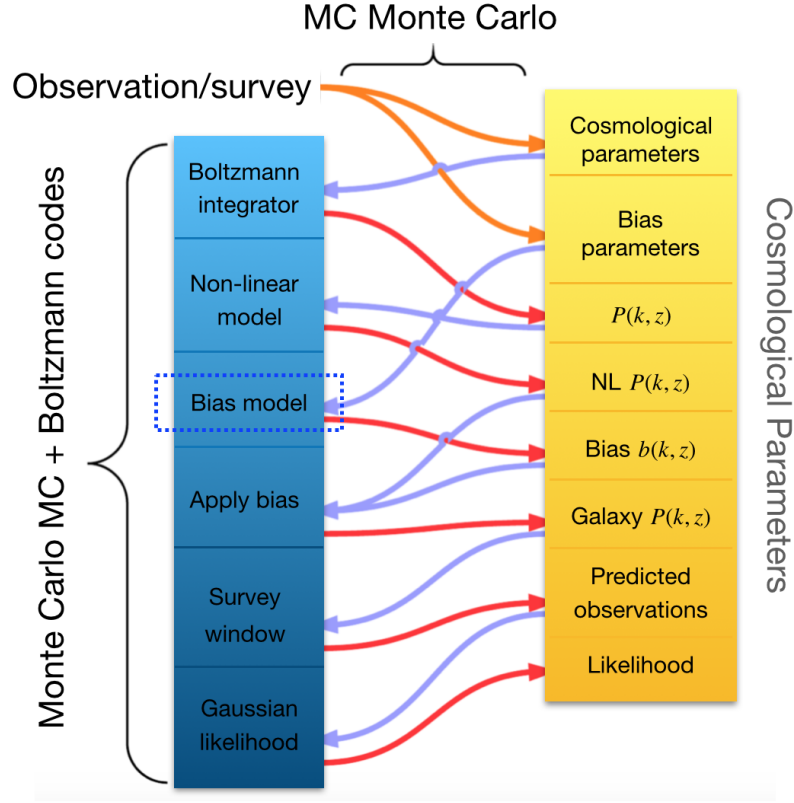 MC Monte Carlo
Observation/survey
Monte Carlo MC + Boltzmann codes
Boltzmann
integrator
Non-linear
model
Bias model
Apply bias
Survey
window
Gaussian
likelihood
Cosmological
parameters
Bias
parameters
P(k, z)
NL P(k, z)
Bias b(k, z)
Galaxy P(k, z)
Predicted
observations
Likelihood
Cosmological Parameters